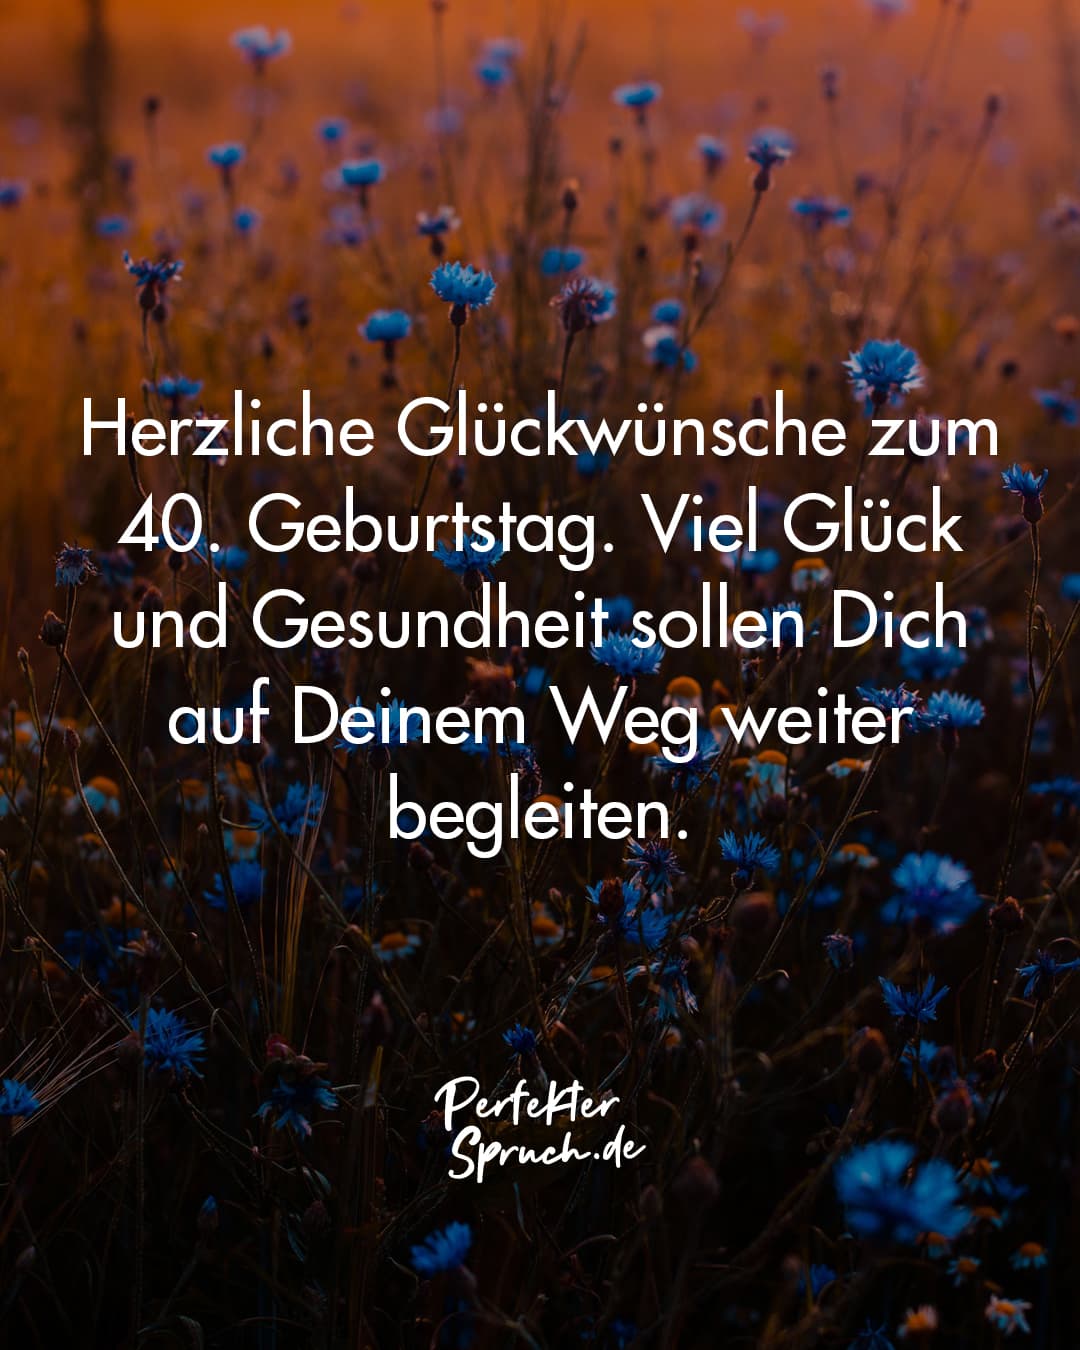 Herzliche Glückwünsche zum
40. Geburtstag. Viel Glück
und Gesundheit sollen Dich
auf Deinem Weg weiter
begleiten.
Perfekter
Spruch.de